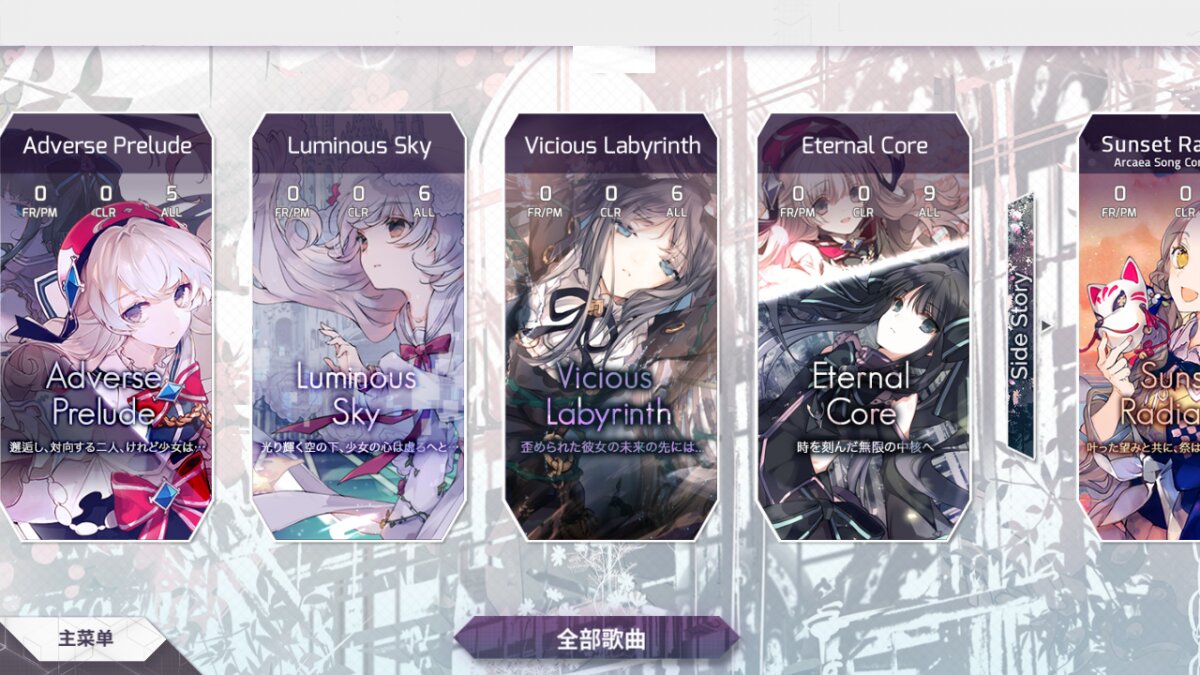 Adverse Prelude
0 0 5
FR/PM CLR ALL
Adverse
Prelude
邂逅し、対向する二人、けれど少女は…
Luminous Sky
0 0 6
FR/PM CLR ALL
Luminous
Sky
光り輝く空の下、少女の心は虚ろへと…
Vicious Labyrinth
0 0 6
FR/PM CLR ALL
Vicious
Labyrinth
歪められた彼女の未来の先には…
Eternal Core
0 0 9
FR/PM CLR ALL
Eternal
Core
時を刻んだ無限の中核へ
Side Story
Sunset Ra
Arcaea Song Con
0 0
FR/PM CLR
Suns
Radia
叶った望みと共に、祭は
主菜单
全部歌曲